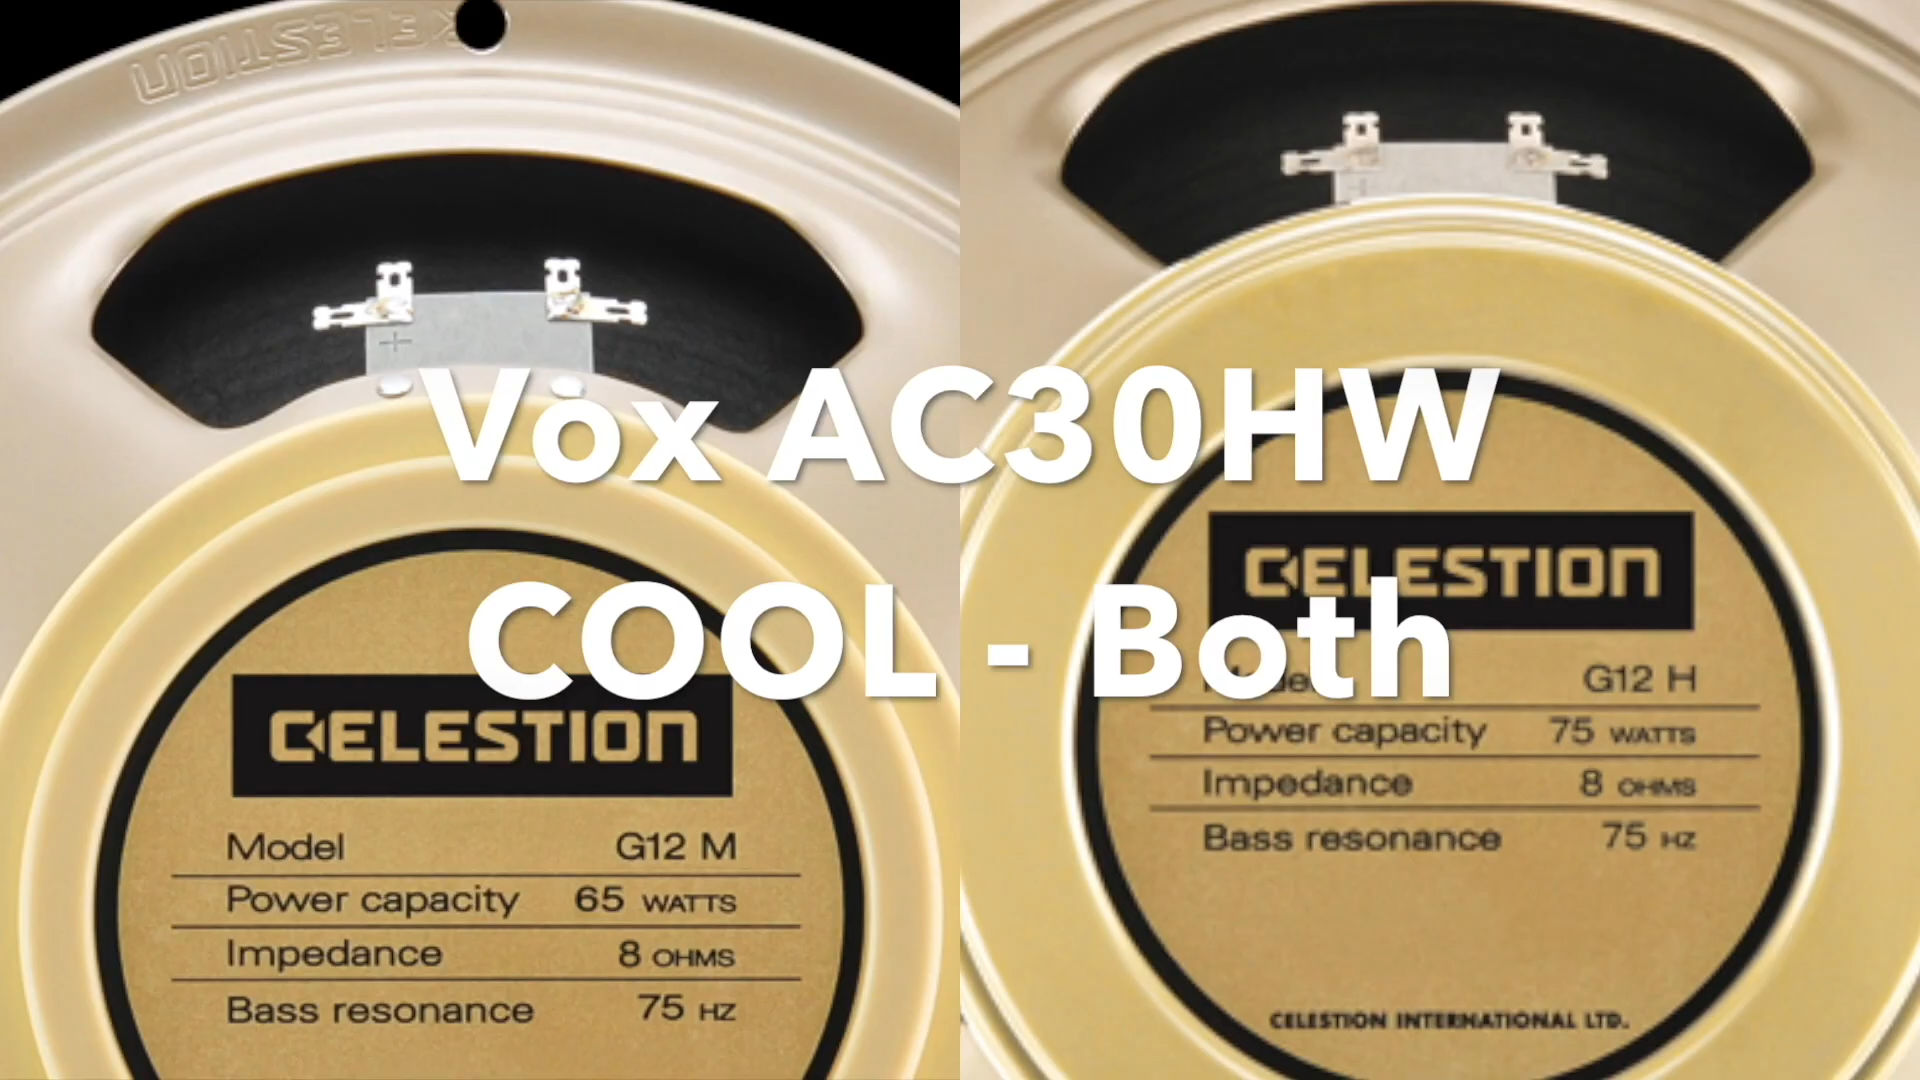 CELESTION
Vox AC30HW
COOL - Both
CELESTION
Model G12 M
Power capacity 65 WATTS
Impedance 8 OHMS
Bass resonance 75 HZ
CELESTION
Model G12 H
Power capacity 75 WATTS
Impedance 8 OHMS
Bass resonance 75 HZ
CELESTION INTERNATIONAL LTD.